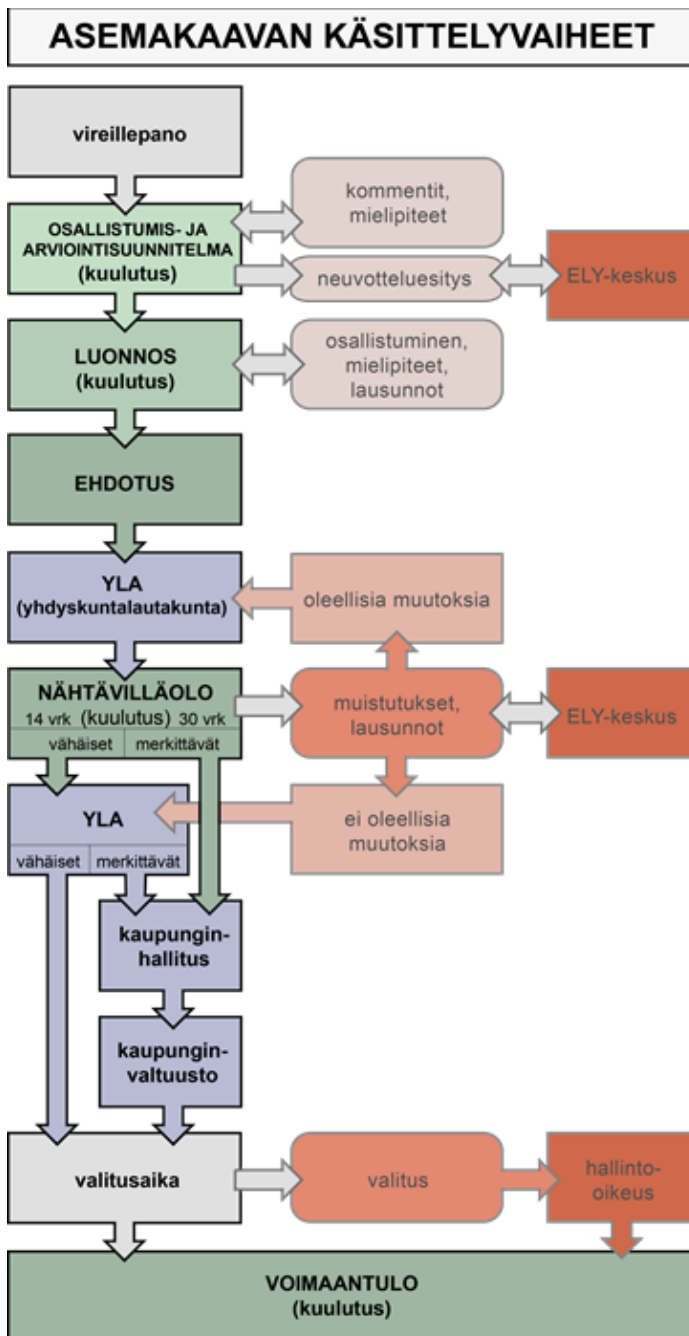 ASEMAKAAVAN KÄSITTELYVAIHEET
vireillepano
kommentit,
mielipiteet
OSALLISTUMIS- JA
ARVIOINTISUUNNITELMA
(kuulutus)
neuvotteluesitys
ELY-keskus
LUONNOS
(kuulutus)
osallistuminen,
mielipiteet,
lausunnot
EHDOTUS
YLA
(yhdyskuntalautakunta)
oleellisia muutoksia
NÄHTÄVILLÄOLO
14 vrk (kuulutus) 30 vrk
vähäiset merkittävät
muistutukset,
lausunnot
ELY-keskus
YLA
vähäiset merkittävät
ei oleellisia
muutoksia
kaupungin-
hallitus
kaupungin-
valtuusto
valitusaika
valitus
hallinto-
oikeus
VOIMAANTULO
(kuulutus)